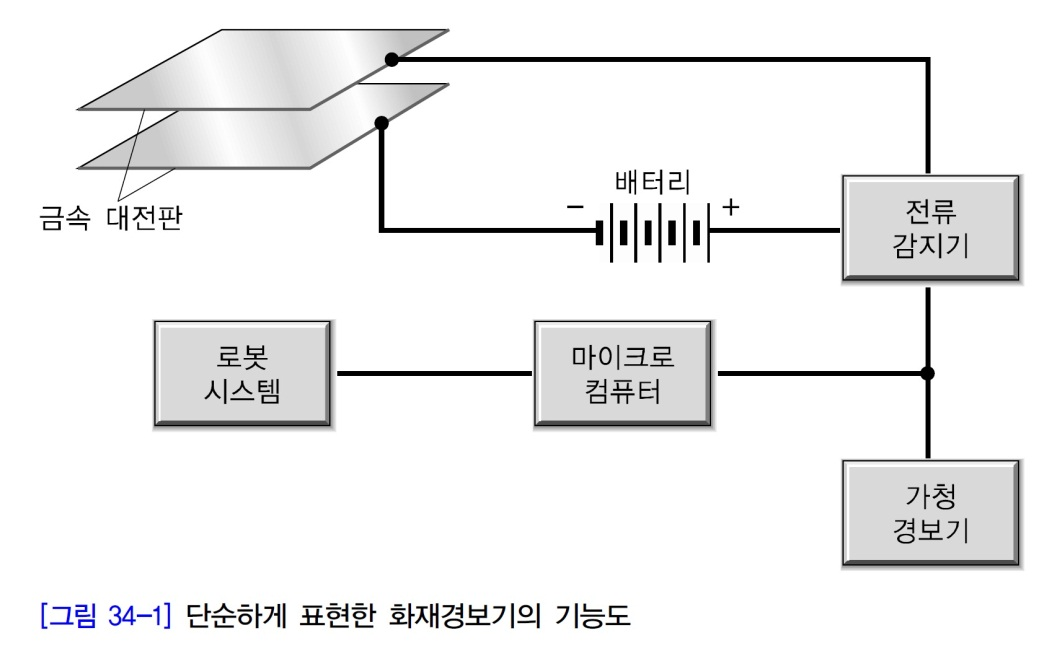 금속 대전판
배터리
− +
전류
감지기
로봇
시스템
마이크로
컴퓨터
가청
경보기
[그림 34-1] 단순하게 표현한 화재경보기의 기능도